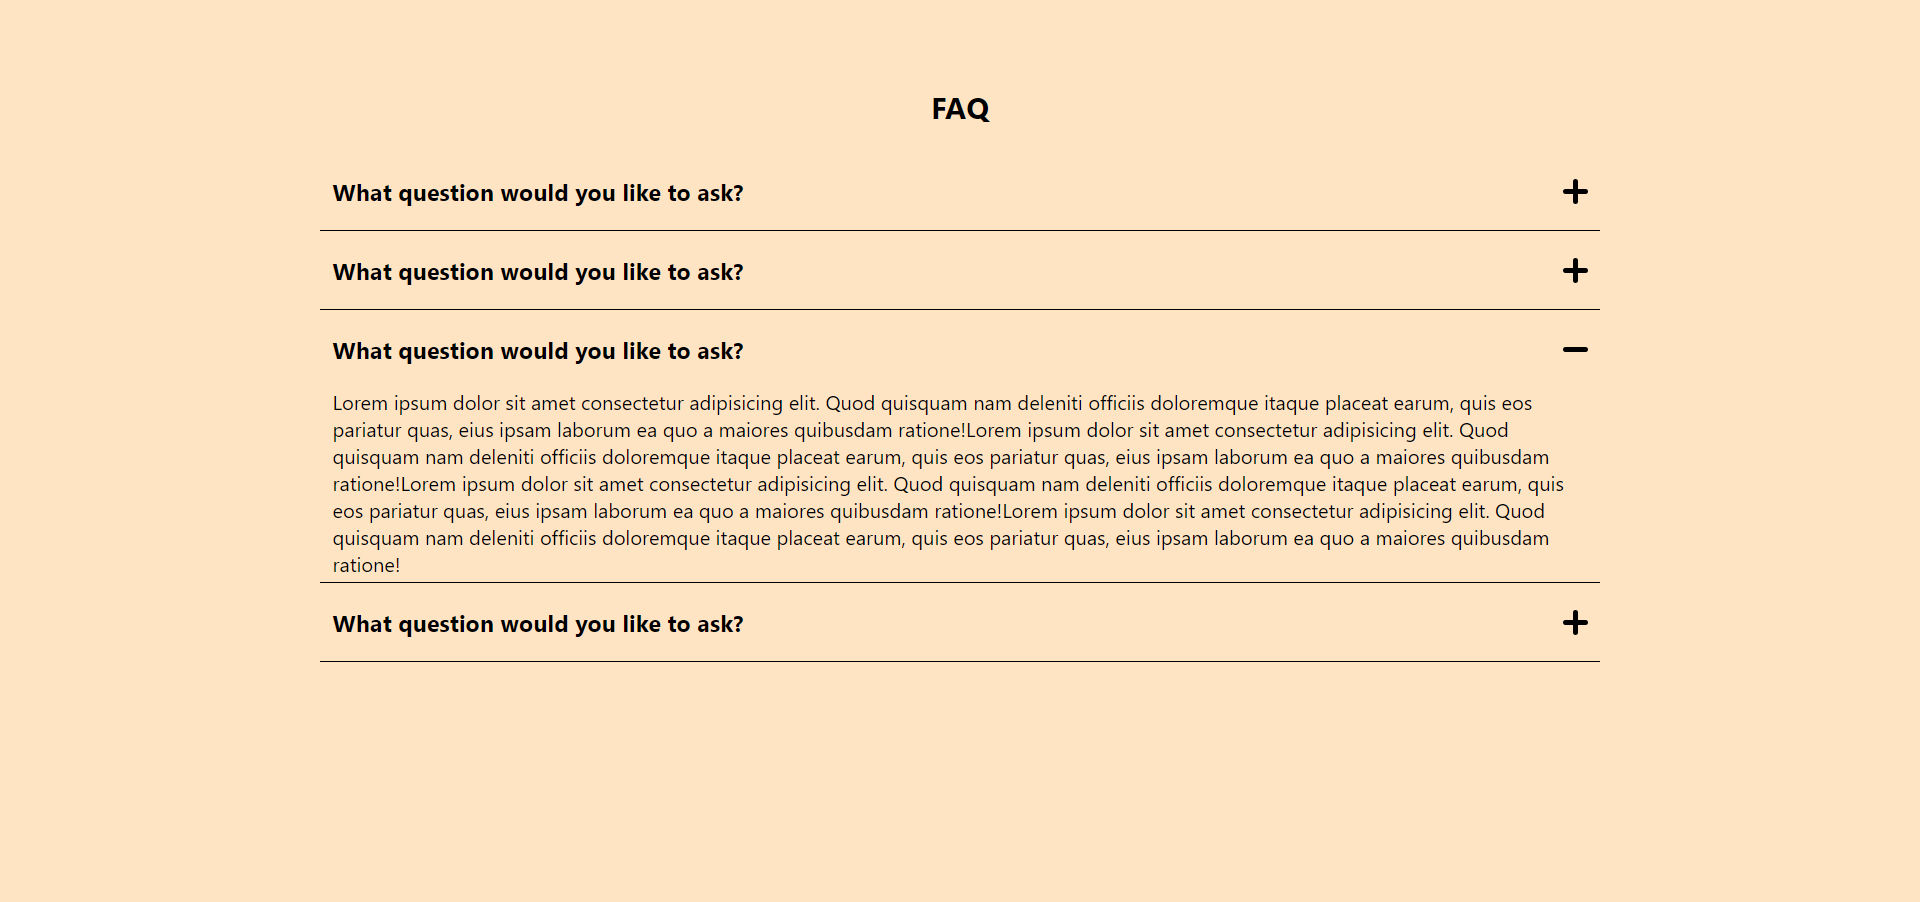 FAQ
What question would you like to ask?
What question would you like to ask?
What question would you like to ask?
Lorem ipsum dolor sit amet consectetur adipisicing elit. Quod quisquam nam deleniti officiis doloremque itaque placeat earum, quis eos
pariatur quas, eius ipsam laborum ea quo a maiores quibusdam ratione!Lorem ipsum dolor sit amet consectetur adipisicing elit. Quod
quisquam nam deleniti officiis doloremque itaque placeat earum, quis eos pariatur quas, eius ipsam laborum ea quo a maiores quibusdam
ratione!Lorem ipsum dolor sit amet consectetur adipisicing elit. Quod quisquam nam deleniti officiis doloremque itaque placeat earum, quis
eos pariatur quas, eius ipsam laborum ea quo a maiores quibusdam ratione!Lorem ipsum dolor sit amet consectetur adipisicing elit. Quod
quisquam nam deleniti officiis doloremque itaque placeat earum, quis eos pariatur quas, eius ipsam laborum ea quo a maiores quibusdam
ratione!
What question would you like to ask?